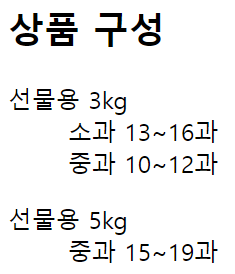 상품 구성
선물용 3kg
소과 13~16과
중과 10~12과
선물용 5kg
중과 15~19과